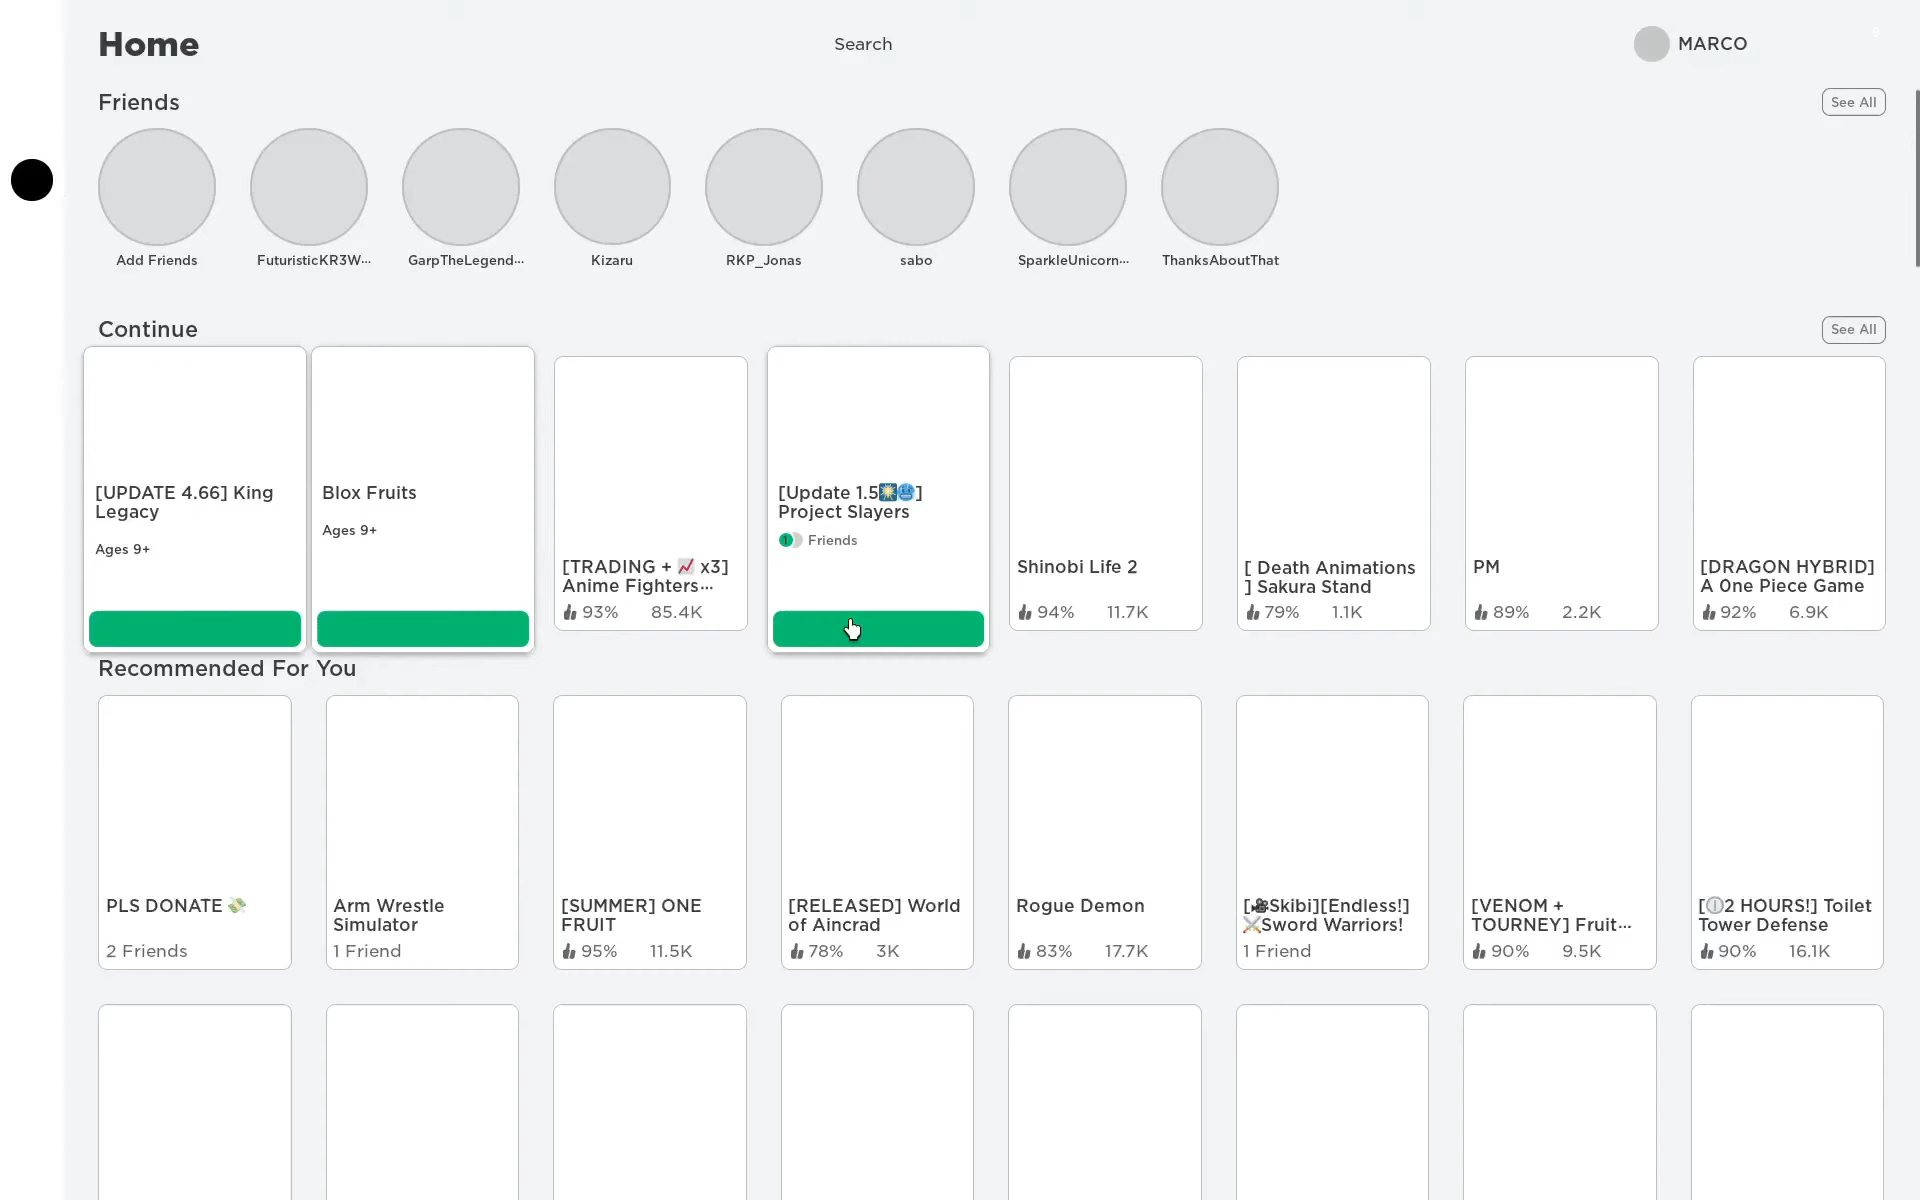 Home
Search
MARCO
Friends
See All
Add Friends
FuturisticKR3W...
GarpTheLegend...
Kizaru
RKP_Jonas
sabo
SparkleUnicorn...
ThanksAboutThat
Continue
See All
[UPDATE 4.66] King
Legacy
Ages 9+
Blox Fruits
Ages 9+
[TRADING + 📈 x3]
Anime Fighters...
93% 85.4K
[Update 1.5🎇🥶]
Project Slayers
1 Friends
Shinobi Life 2
94% 11.7K
[ Death Animations
] Sakura Stand
79% 1.1K
PM
89% 2.2K
[DRAGON HYBRID]
A 0ne Piece Game
92% 6.9K
Recommended For You
PLS DONATE 💸
2 Friends
Arm Wrestle
Simulator
1 Friend
[SUMMER] ONE
FRUIT
95% 11.5K
[RELEASED] World
of Aincrad
78% 3K
Rogue Demon
83% 17.7K
[🎥Skibi][Endless!]
⚔️Sword Warriors!
1 Friend
[VENOM +
TOURNEY] Fruit...
90% 9.5K
[⏱2 HOURS!] Toilet
Tower Defense
90% 16.1K